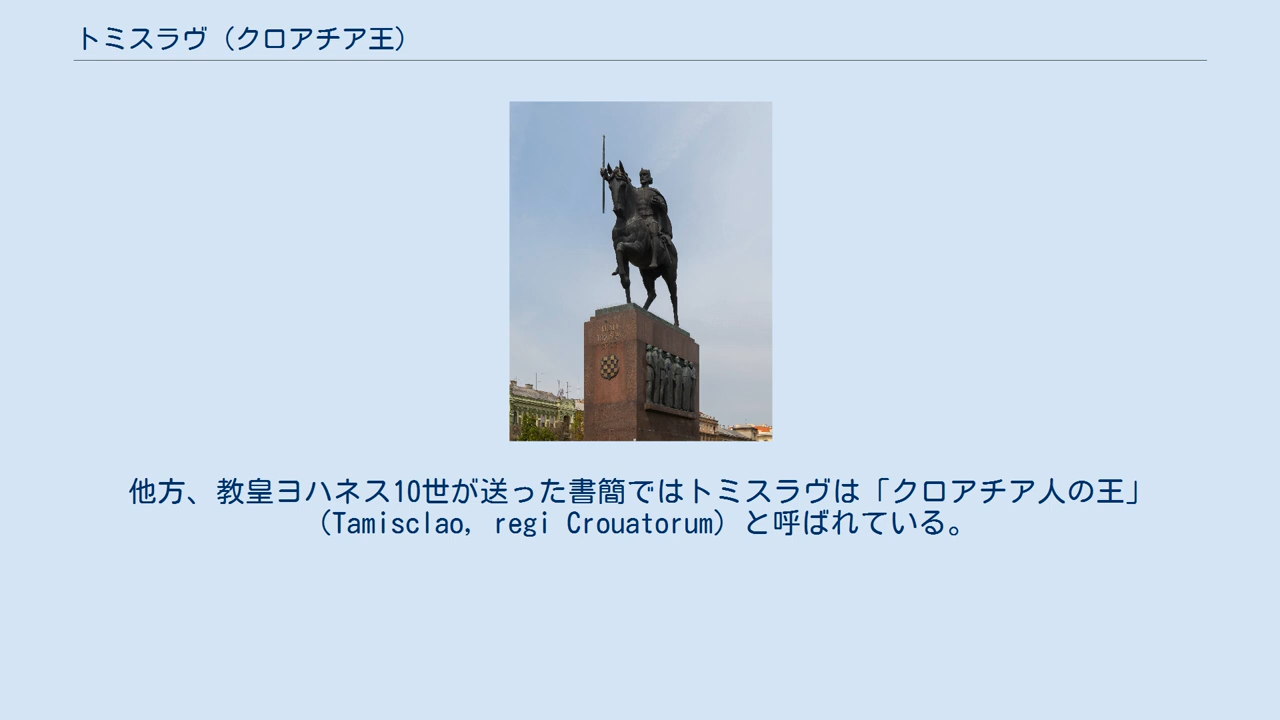 トミスラヴ（クロアチア王）
他方、教皇ヨハネス10世が送った書簡ではトミスラヴは「クロアチア人の王」
（Tamisclao, regi Crouatorum）と呼ばれている。